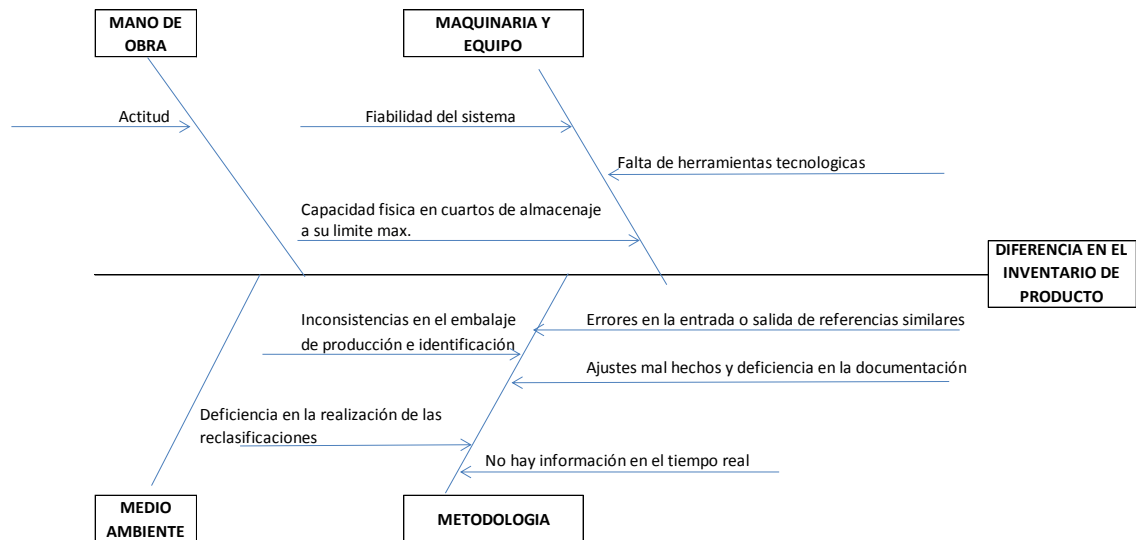 MANO DE
OBRA
MAQUINARIA Y
EQUIPO
Actitud
Fiabilidad del sistema
Falta de herramientas tecnologicas
Capacidad fisica en cuartos de almacenaje
a su limite max.
DIFERENCIA EN EL
INVENTARIO DE
PRODUCTO
Inconsistencias en el embalaje
de producción e identificación
Errores en la entrada o salida de referencias similares
Ajustes mal hechos y deficiencia en la documentación
Deficiencia en la realización de las
reclasificaciones
No hay información en el tiempo real
MEDIO
AMBIENTE
METODOLOGIA